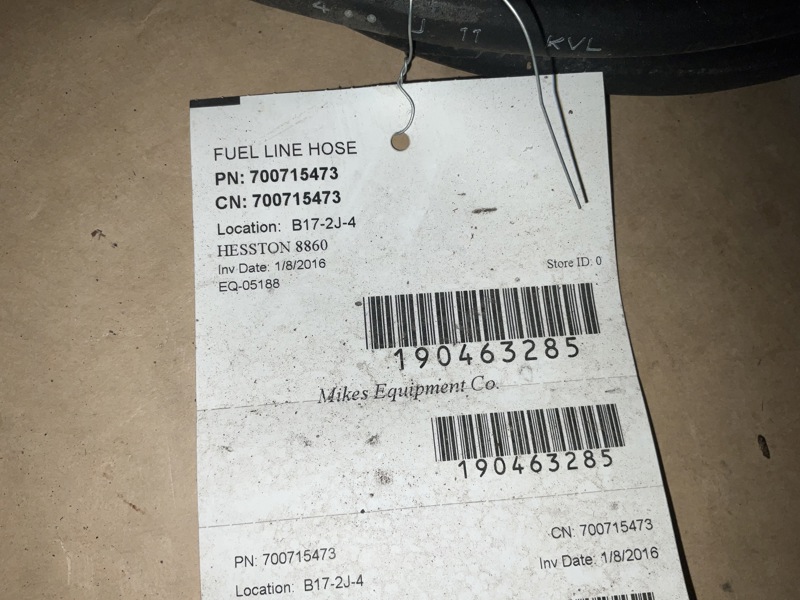 KVL
FUEL LINE HOSE
PN: 700715473
CN: 700715473
Location: B17-2J-4
HESSTON 8860
Inv Date: 1/8/2016
EQ-05188
Store ID: 0
190463285
Mikes Equipment Co.
190463285
PN: 700715473
CN: 700715473
Location: B17-2J-4
Inv Date: 1/8/2016